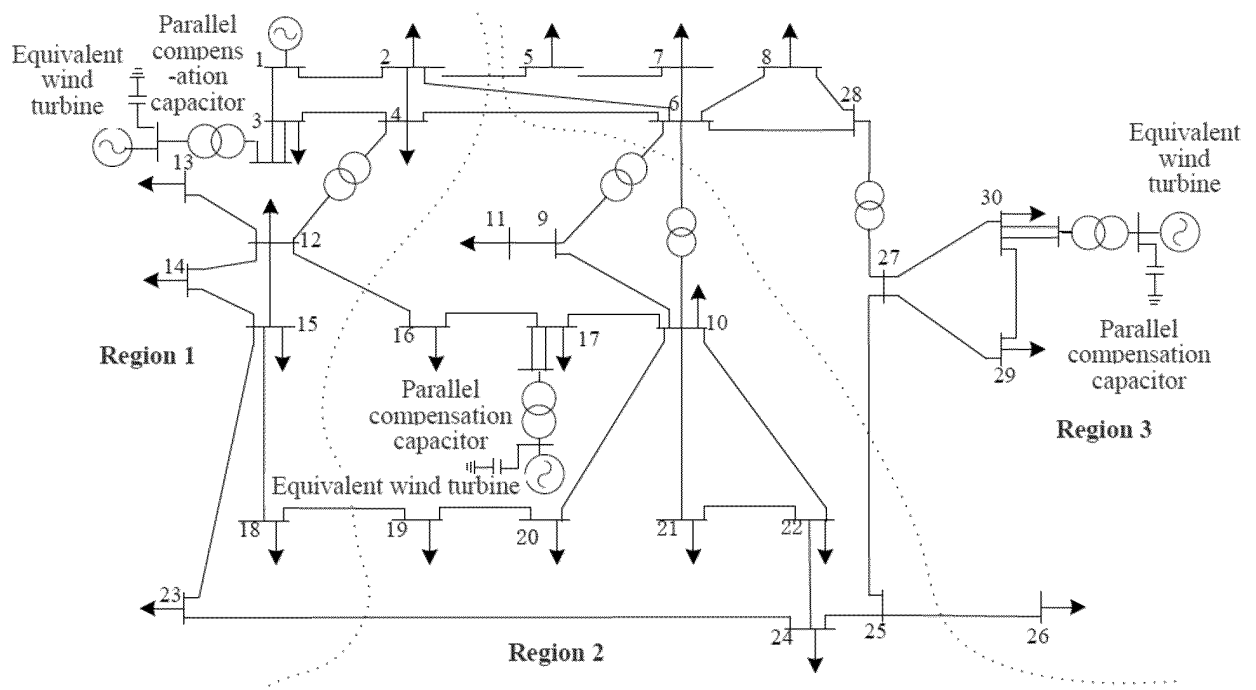 Parallel
compens
-ation
capacitor
Equivalent
wind
turbine
1
2
5
7
8
3
4
6
28
13
Equivalent
wind
turbine
30
11
9
12
27
14
15
16
17
10
29
Region 1
Parallel
compensation
capacitor
Parallel
compensation
capacitor
Region 3
Equivalent wind turbine
18
19
20
21
22
23
24
25
26
Region 2